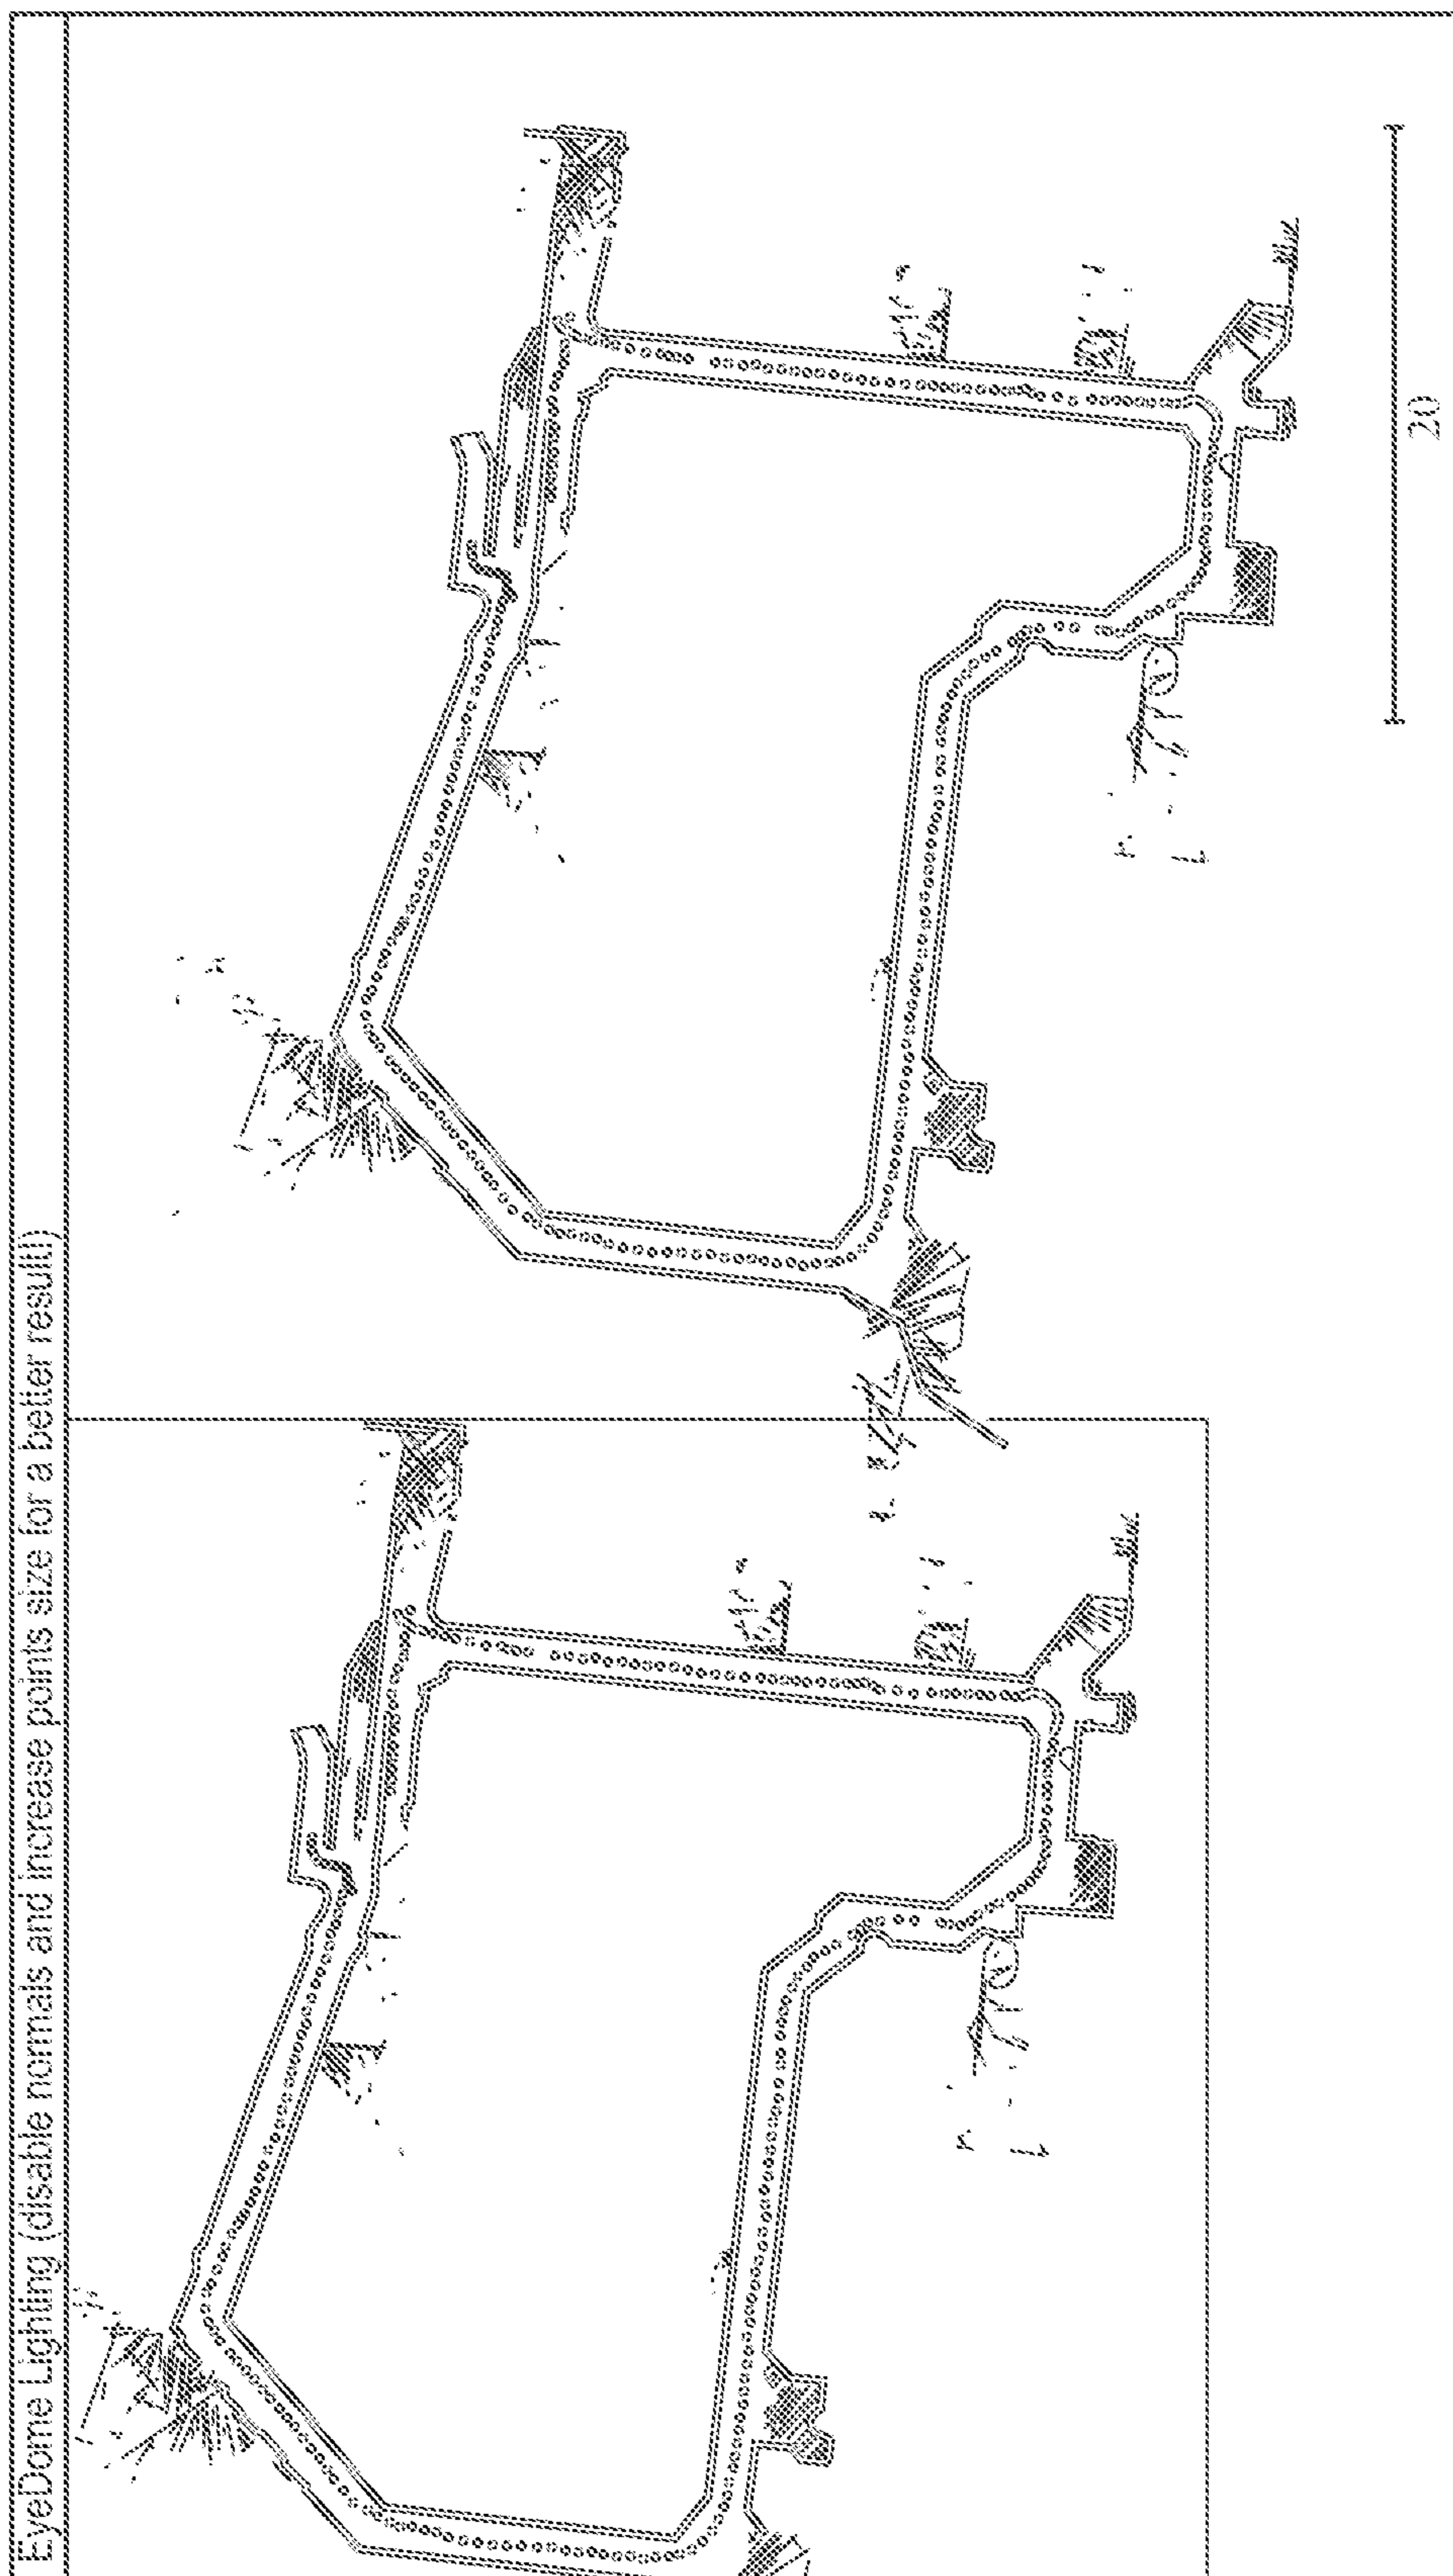 EyeDome Lighting (disable normals and increase points size for a better result)
20